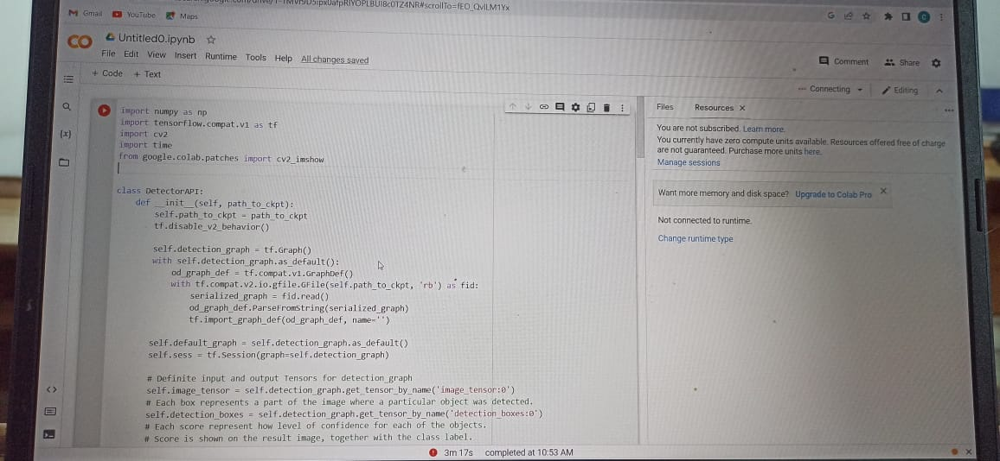 Gmail YouTube Maps
CO Untitled0.ipynb
File Edit View Insert Runtime Tools Help All changes saved
Comment Share
+ Code + Text
Connecting Editing
import numpy as np
import tensorflow.compat.v1 as tf
import cv2
import time
from google.colab.patches import cv2_imshow
class DetectorAPI:
def __init__(self, path_to_ckpt):
self.path_to_ckpt = path_to_ckpt
tf.disable_v2_behavior()
self.detection_graph = tf.Graph()
with self.detection_graph.as_default():
od_graph_def = tf.compat.v1.GraphDef()
with tf.compat.v2.io.gfile.GFile(self.path_to_ckpt, 'rb') as fid:
serialized_graph = fid.read()
od_graph_def.ParseFromString(serialized_graph)
tf.import_graph_def(od_graph_def, name='')
self.default_graph = self.detection_graph.as_default()
self.sess = tf.Session(graph=self.detection_graph)
# Definite input and output Tensors for detection_graph
self.image_tensor = self.detection_graph.get_tensor_by_name('image_tensor:0')
# Each box represents a part of the image where a particular object was detected.
self.detection_boxes = self.detection_graph.get_tensor_by_name('detection_boxes:0')
# Each score represent how level of confidence for each of the objects.
# Score is shown on the result image, together with the class label.
Files Resources X
You are not subscribed. Learn more.
You currently have zero compute units available. Resources offered free of charge
are not guaranteed. Purchase more units here.
Manage sessions
Want more memory and disk space? Upgrade to Colab Pro
Not connected to runtime.
Change runtime type
3m 17s completed at 10:53 AM